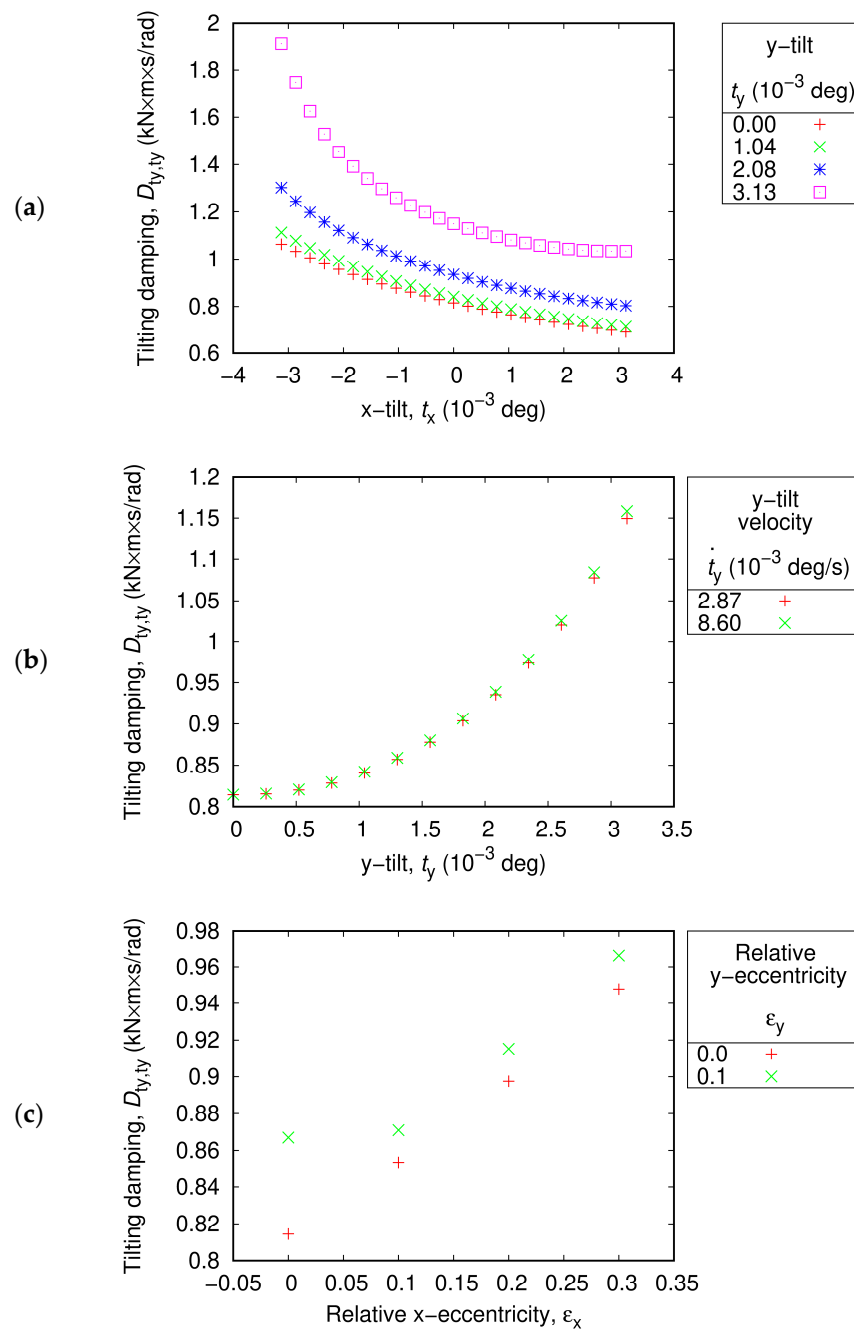 (a)
Tilting damping, D_ty,ty (kN×m×s/rad)
2
1.8
1.6
1.4
1.2
1
0.8
0.6
−4 −3 −2 −1 0 1 2 3 4
x−tilt, t_x (10⁻³ deg)
y−tilt
t_y (10⁻³ deg)
0.00
1.04
2.08
3.13
(b)
Tilting damping, D_ty,ty (kN×m×s/rad)
1.2
1.15
1.1
1.05
1
0.95
0.9
0.85
0.8
0 0.5 1 1.5 2 2.5 3 3.5
y−tilt, t_y (10⁻³ deg)
y−tilt
velocity
ṫ_y (10⁻³ deg/s)
2.87
8.60
(c)
Tilting damping, D_ty,ty (kN×m×s/rad)
0.98
0.96
0.94
0.92
0.9
0.88
0.86
0.84
0.82
0.8
−0.05 0 0.05 0.1 0.15 0.2 0.25 0.3 0.35
Relative x−eccentricity, ε_x
Relative
y−eccentricity
ε_y
0.0
0.1